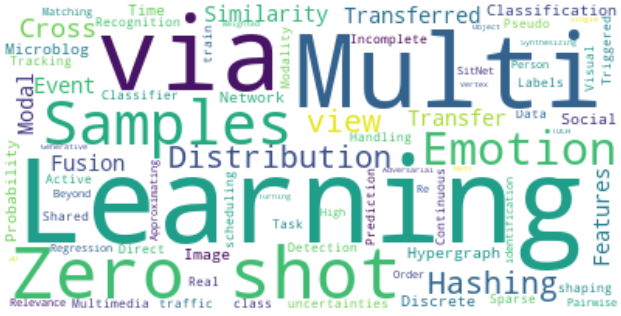 Matching
Time
Similarity
Transferred
Classification
Cross
Recognition
Pseudo
Object
Weighted
single
Microblog
via
train
Multi
Incomplete
Synthesizing
Triggered
Tracking
Modality
SitNet
Person
Visual
Event
Classifier
Network
vertex
Labels
Modal
Samples
view
Transfer
Data
Social
Handling
Emotion
Probability
Generative
Fusion
Distribution
Approximating
Active
Learning
Adversarial
Beyond
Re
Shared
scheduling
Turning
High
Prediction
Continuous
identification
Features
Task
Regression
Direct
Image
Detection
Order
Hypergraph
Zero
shot
Real
Hashing
shaping
Relevance
Multimedia
traffic
class
uncertainties
Discrete
Sparse
Pairwise